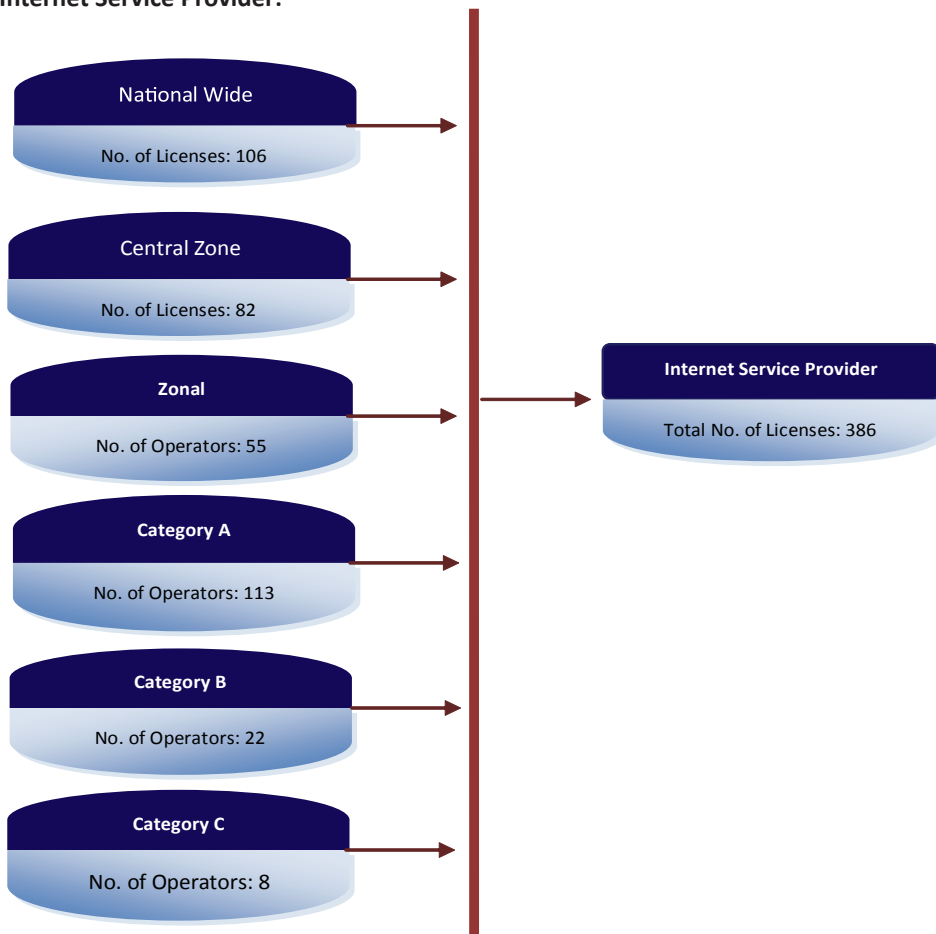 Internet Service Provider:
National Wide
No. of Licenses: 106
Central Zone
No. of Licenses: 82
Zonal
No. of Operators: 55
Category A
No. of Operators: 113
Category B
No. of Operators: 22
Category C
No. of Operators: 8
Internet Service Provider
Total No. of Licenses: 386